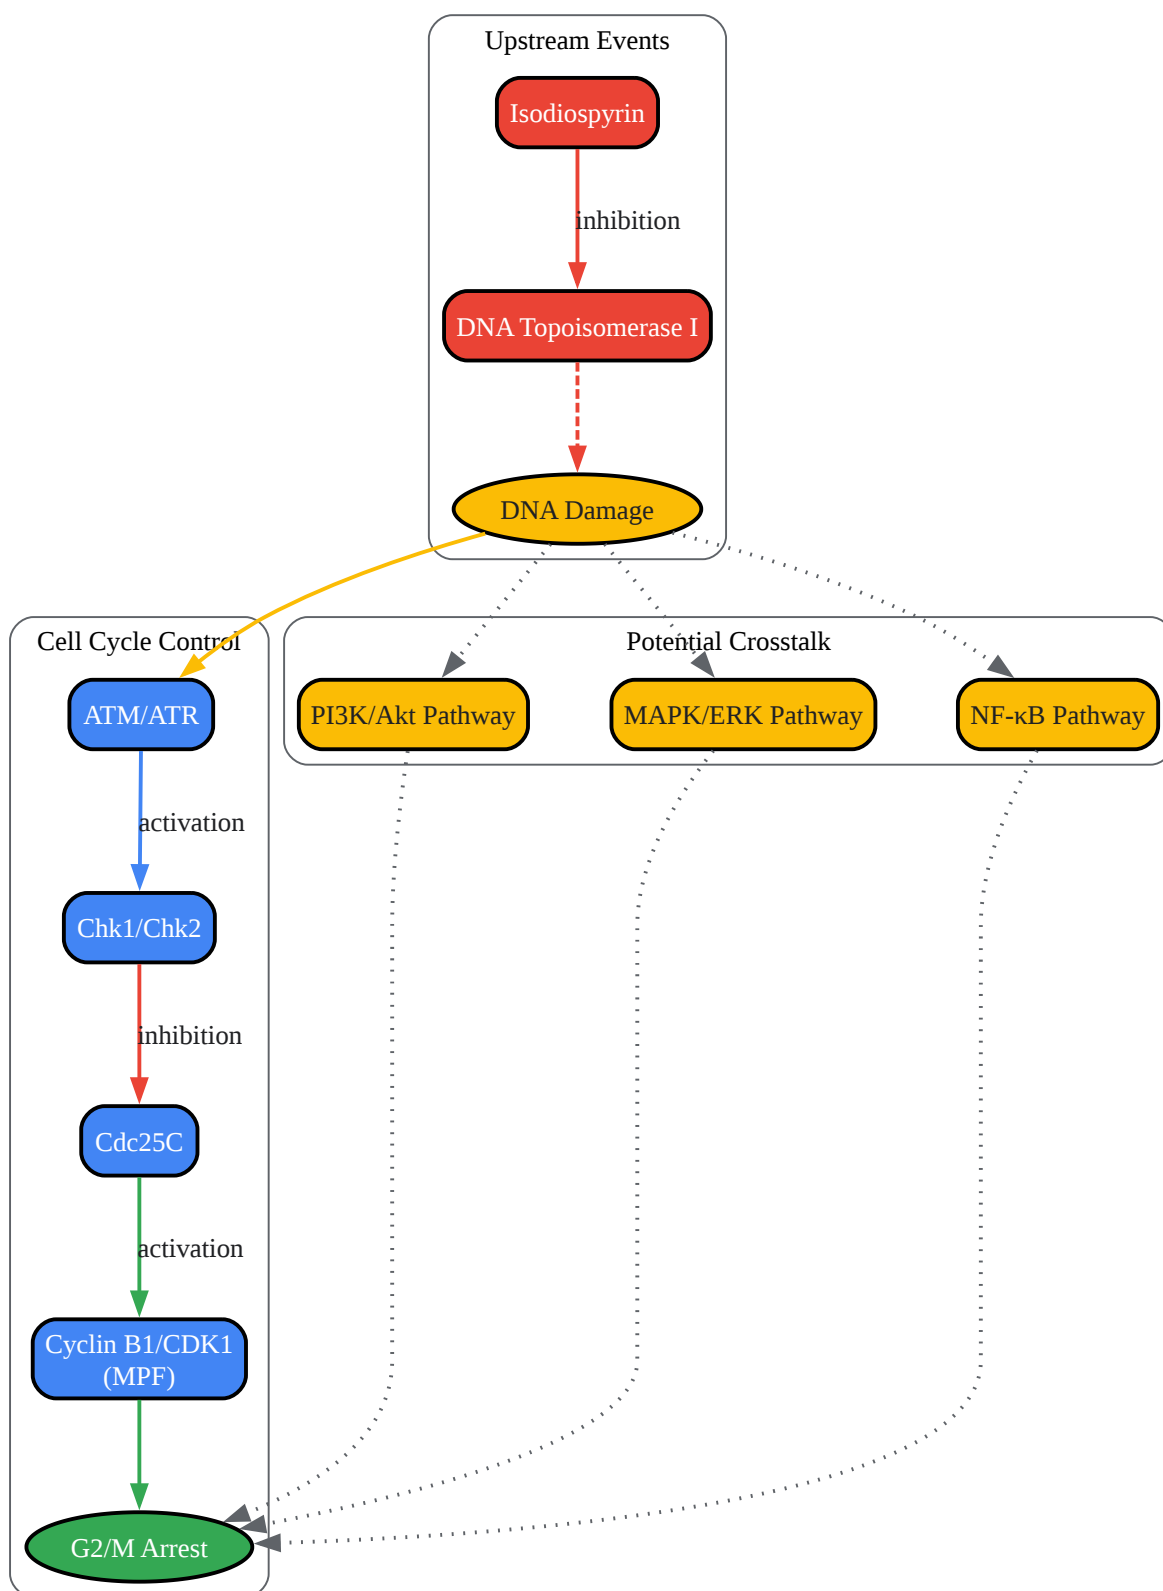 Upstream Events
Isodiospyrin
inhibition
DNA Topoisomerase I
DNA Damage
Cell Cycle Control
Potential Crosstalk
ATM/ATR
PI3K/Akt Pathway
MAPK/ERK Pathway
NF-κB Pathway
activation
Chk1/Chk2
inhibition
Cdc25C
activation
Cyclin B1/CDK1
(MPF)
G2/M Arrest